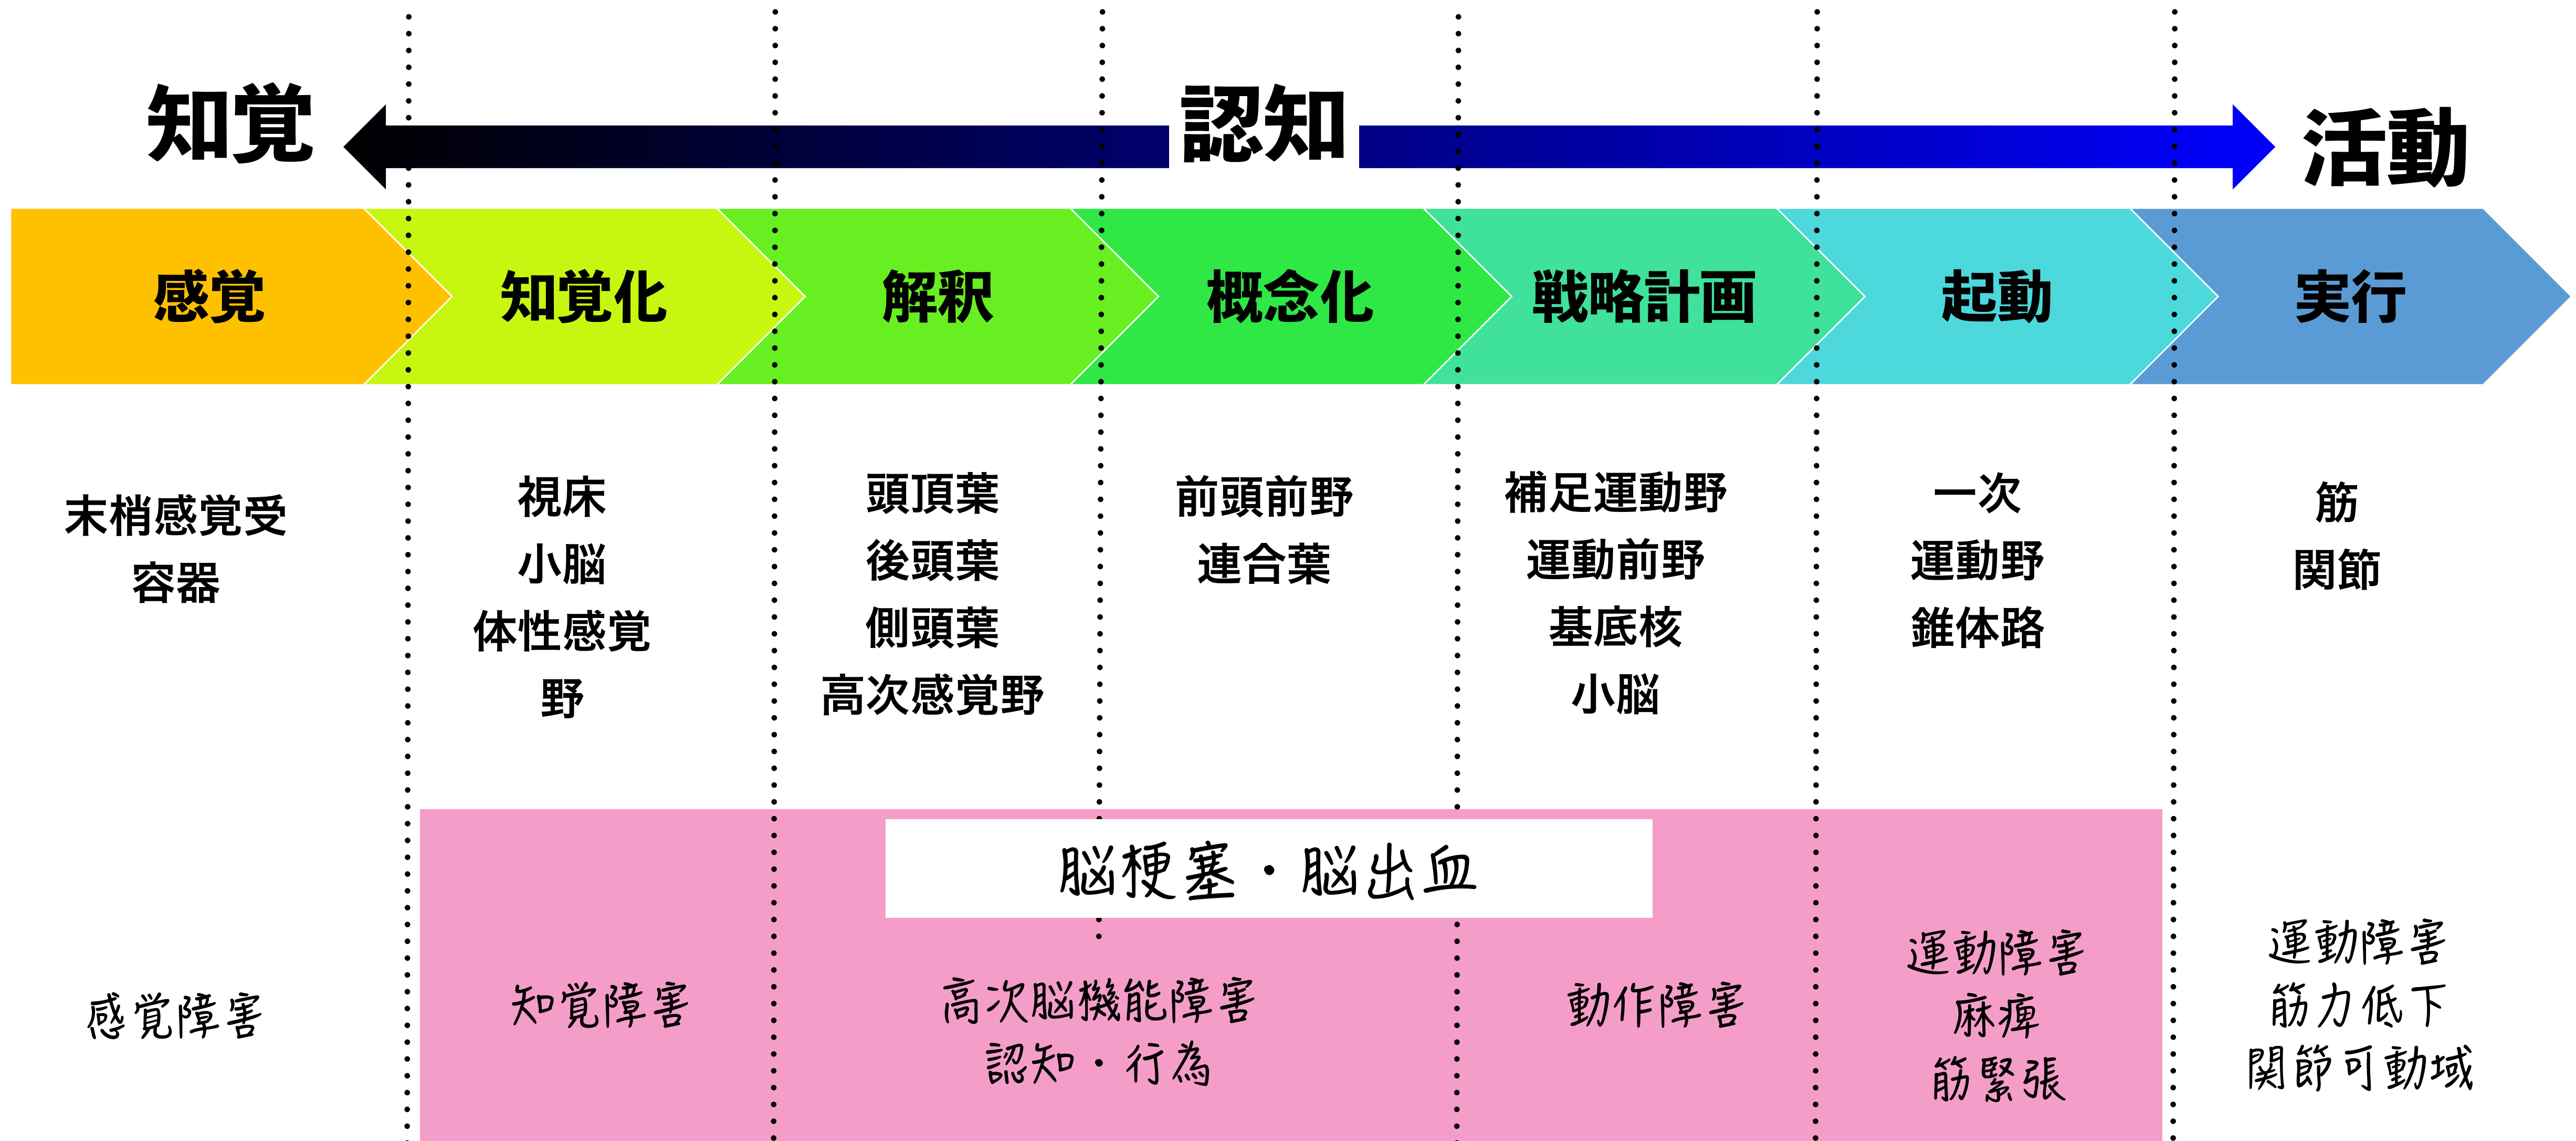 知覚
認知
活動
感覚
知覚化
解釈
概念化
戦略計画
起動
実行
末梢感覚受
容器
視床
小脳
体性感覚
野
頭頂葉
後頭葉
側頭葉
高次感覚野
前頭前野
連合葉
補足運動野
運動前野
基底核
小脳
一次
運動野
錐体路
筋
関節
脳梗塞・脳出血
感覚障害
知覚障害
高次脳機能障害
認知・行為
動作障害
運動障害
麻痺
筋緊張
運動障害
筋力低下
関節可動域